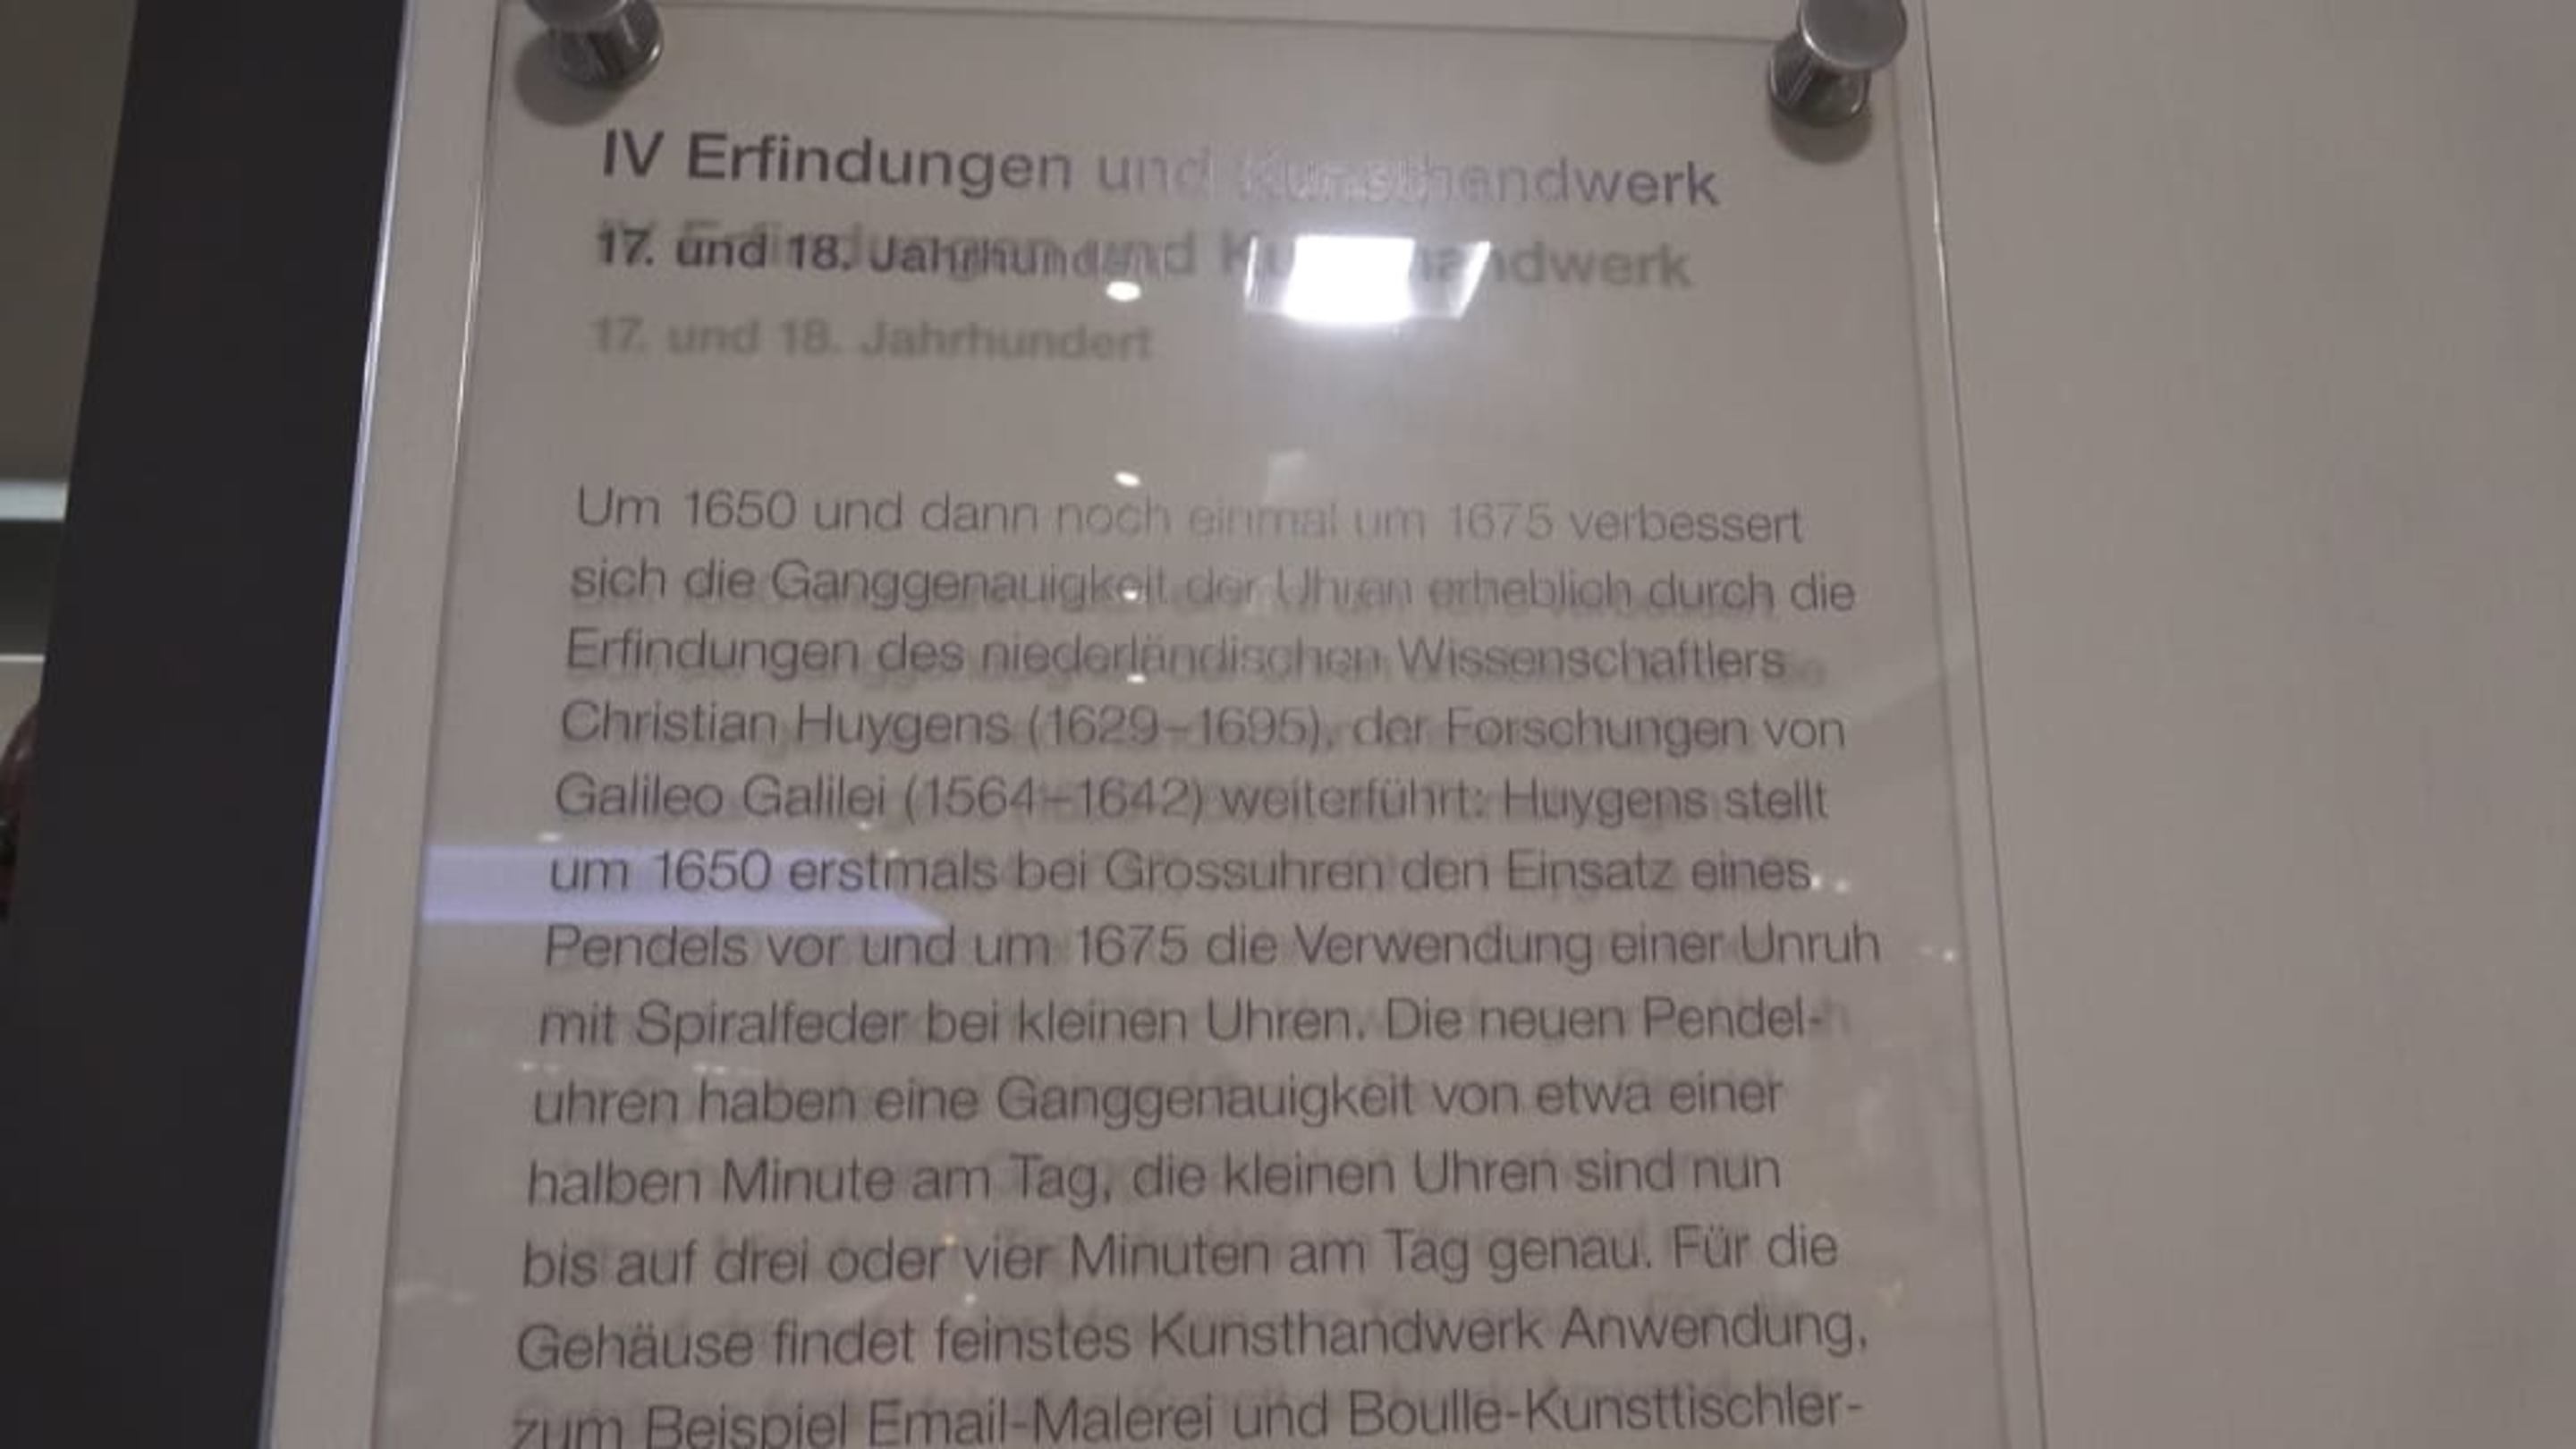 IV Erfindungen und Kunsthandwerk
17. und 18. Jahrhundert
Um 1650 und dann noch einmal um 1675 verbessert
sich die Ganggenauigkeit der Uhren erheblich durch die
Erfindungen des niederländischen Wissenschaftlers
Christian Huygens (1629–1695), der Forschungen von
Galileo Galilei (1564–1642) weiterführt: Huygens stellt
um 1650 erstmals bei Grossuhren den Einsatz eines
Pendels vor und um 1675 die Verwendung einer Unruh
mit Spiralfeder bei kleinen Uhren. Die neuen Pendel-
uhren haben eine Ganggenauigkeit von etwa einer
halben Minute am Tag, die kleinen Uhren sind nun
bis auf drei oder vier Minuten am Tag genau. Für die
Gehäuse findet feinstes Kunsthandwerk Anwendung,
zum Beispiel Email-Malerei und Boulle-Kunsttischler-